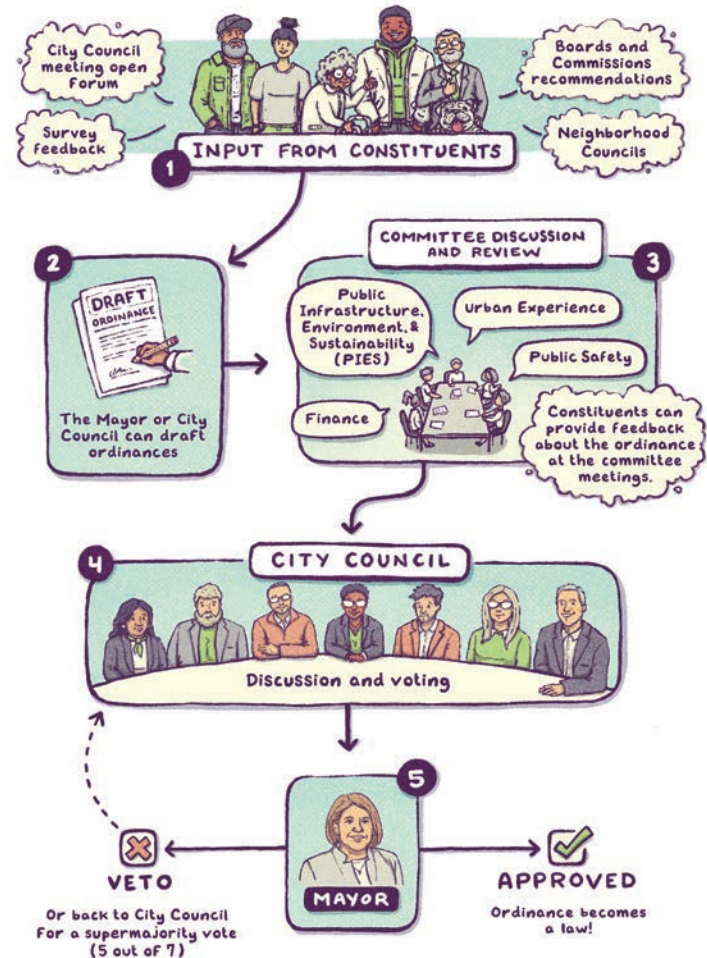 City Council
meeting open
Forum
Survey
feedback
Boards and
Commissions
recommendations
Neighborhood
Councils
1
INPUT FROM CONSTITUENTS
2
DRAFT
ORDINANCE
The Mayor or City
Council can draft
ordinances
COMMITTEE DISCUSSION
AND REVIEW
3
Public
Infrastructure,
Environment, &
Sustainability
(PIES)
Urban Experience
Public Safety
Finance
Constituents can
provide feedback
about the ordinance
at the committee
meetings.
4
CITY COUNCIL
Discussion and voting
5
MAYOR
VETO
Or back to City Council
For a supermajority vote
(5 out of 7)
APPROVED
Ordinance becomes
a law!